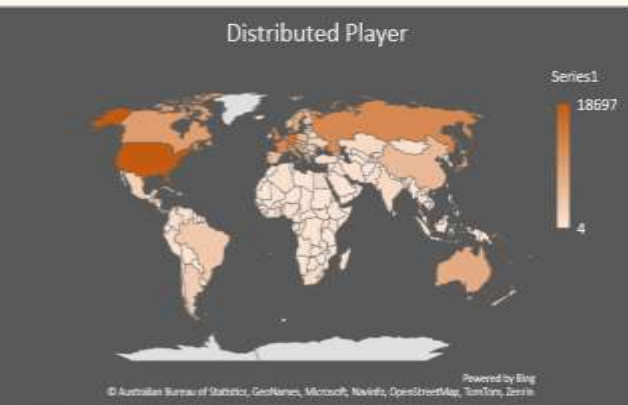 Distributed Player
Series1
18697
4
Powered by Bing
© Australian Bureau of Statistics, GeoNames, Microsoft, Navinfo, OpenStreetMap, TomTom, Zenrin